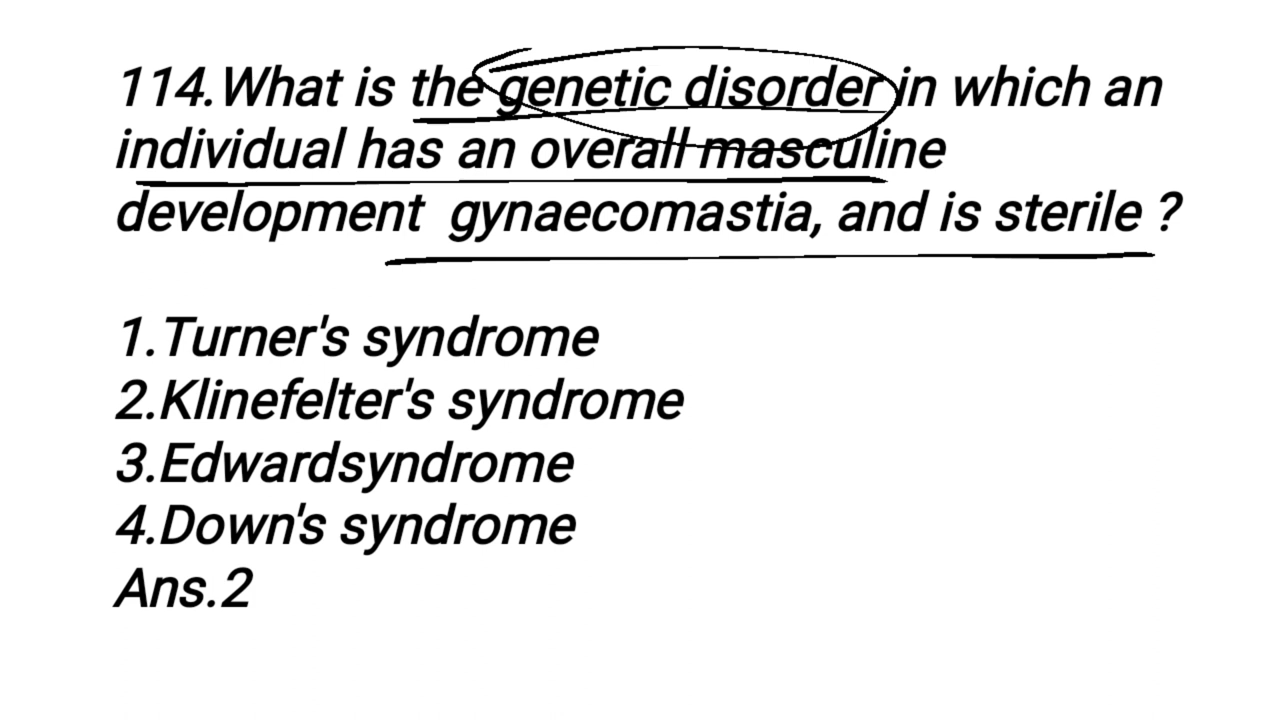 114.What is the genetic disorder in which an
individual has an overall masculine
development gynaecomastia, and is sterile ?
1.Turner's syndrome
2.Klinefelter's syndrome
3.Edwardsyndrome
4.Down's syndrome
Ans.2